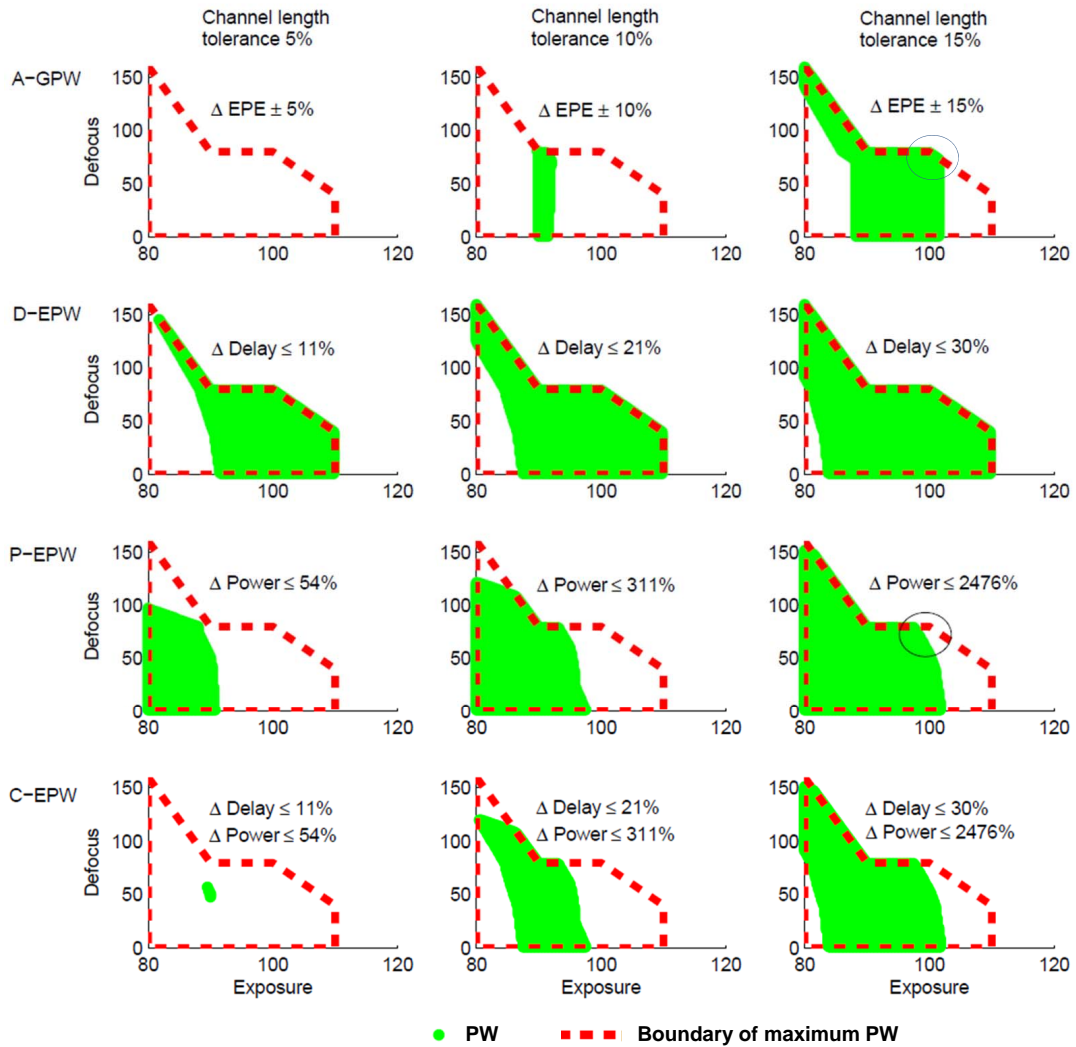 Channel length
tolerance 5%
Channel length
tolerance 10%
Channel length
tolerance 15%
A-GPW
Defocus
150
100
50
0
Δ EPE ± 5%
80
100
120
150
100
50
0
Δ EPE ± 10%
80
100
120
150
100
50
0
Δ EPE ± 15%
80
100
120
D-EPW
Defocus
150
100
50
0
Δ Delay ≤ 11%
80
100
120
150
100
50
0
Δ Delay ≤ 21%
80
100
120
150
100
50
0
Δ Delay ≤ 30%
80
100
120
P-EPW
Defocus
150
100
50
0
Δ Power ≤ 54%
80
100
120
150
100
50
0
Δ Power ≤ 311%
80
100
120
150
100
50
0
Δ Power ≤ 2476%
80
100
120
C-EPW
Defocus
150
100
50
0
Δ Delay ≤ 11%
Δ Power ≤ 54%
80
100
120
Exposure
150
100
50
0
Δ Delay ≤ 21%
Δ Power ≤ 311%
80
100
120
Exposure
150
100
50
0
Δ Delay ≤ 30%
Δ Power ≤ 2476%
80
100
120
Exposure
PW
Boundary of maximum PW